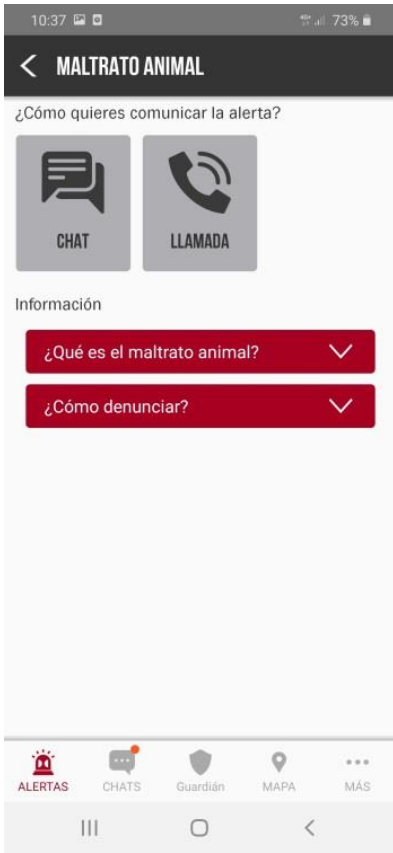 10:37
73%
MALTRATO ANIMAL
¿Cómo quieres comunicar la alerta?
CHAT
LLAMADA
Información
¿Qué es el maltrato animal?
¿Cómo denunciar?
ALERTAS
CHATS
Guardián
MAPA
MÁS